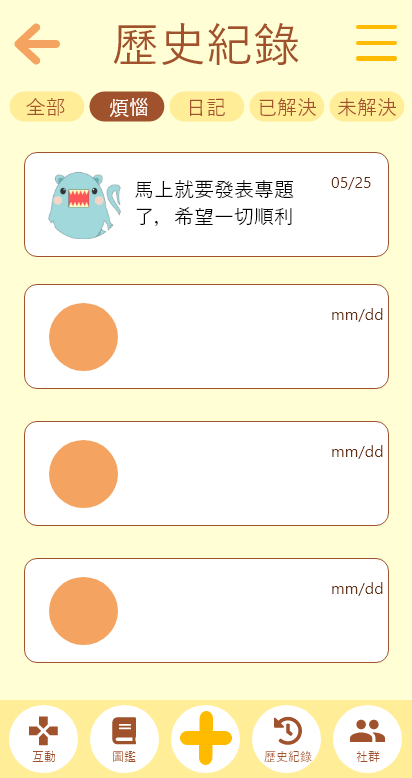 歷史紀錄
全部 煩惱 日記 已解決 未解決
馬上就要發表專題 05/25
了，希望一切順利
mm/dd
mm/dd
mm/dd
互動 圖鑑 歷史紀錄 社群